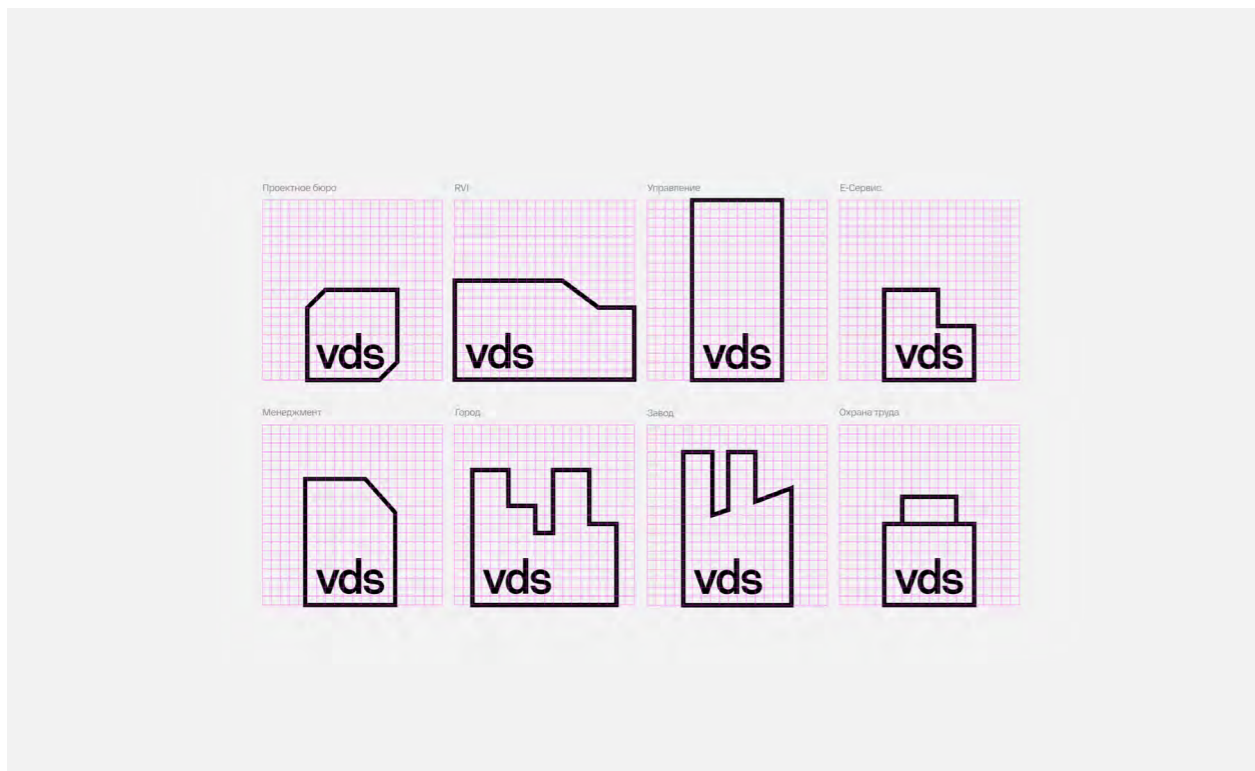 Проектное бюро
RVI
Управление
Е-Сервис
vds
vds
vds
vds
Менеджмент
Город
Завод
Охрана труда
vds
vds
vds
vds